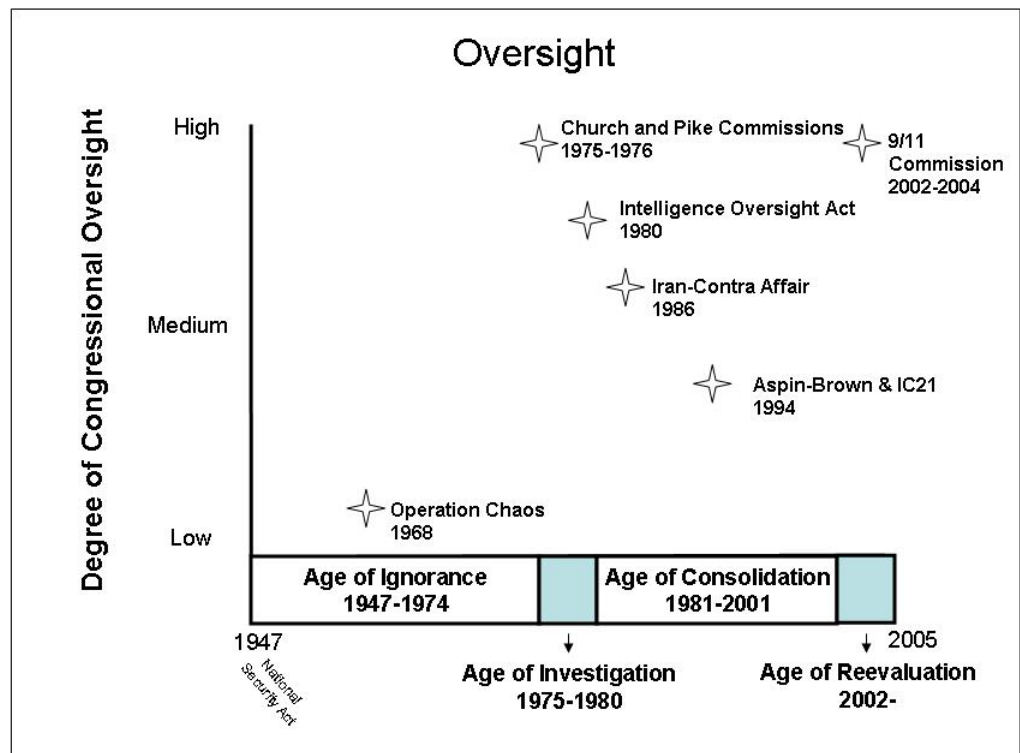 Oversight
Degree of Congressional Oversight
High
Church and Pike Commissions
1975-1976
9/11
Commission
2002-2004
Intelligence Oversight Act
1980
Iran-Contra Affair
1986
Medium
Aspin-Brown & IC21
1994
Operation Chaos
1968
Low
Age of Ignorance
1947-1974
Age of Consolidation
1981-2001
1947
2005
National
Security Act
Age of Investigation
1975-1980
Age of Reevaluation
2002-